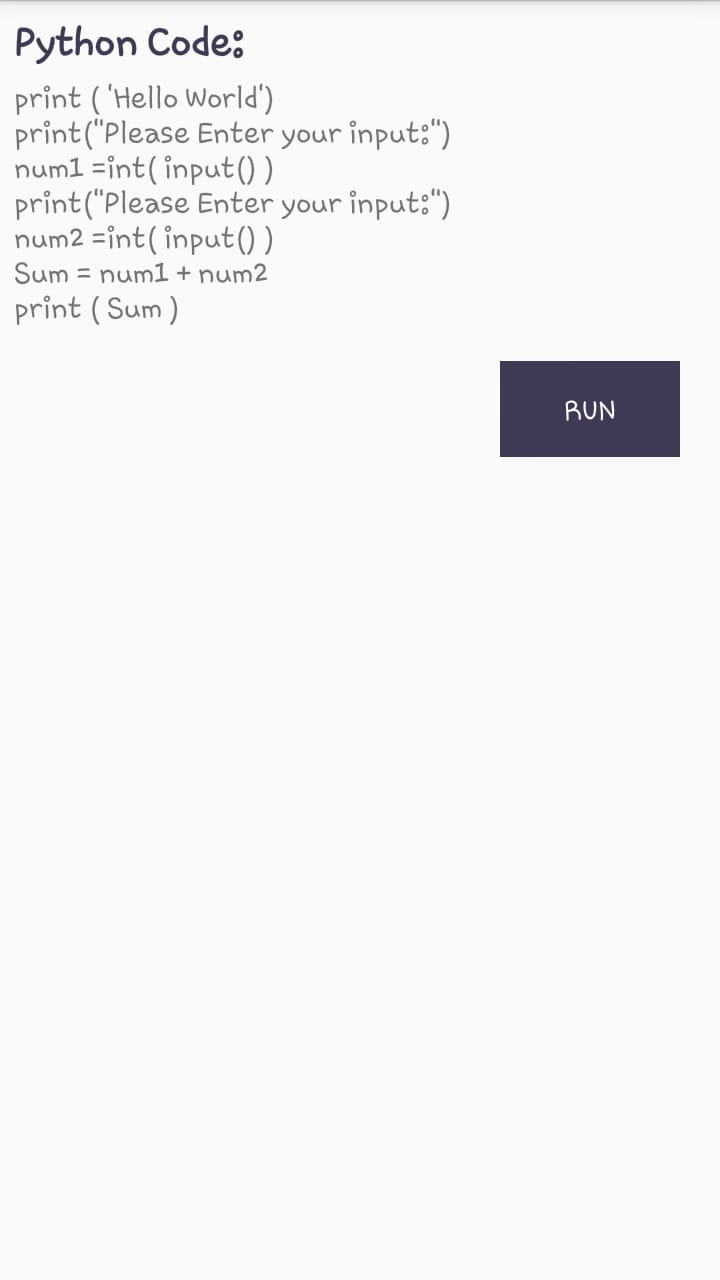 Python Code:
print ( 'Hello World')
print("Please Enter your input:")
num1 =int( input() )
print("Please Enter your input:")
num2 =int( input() )
Sum = num1 + num2
print ( Sum )
RUN